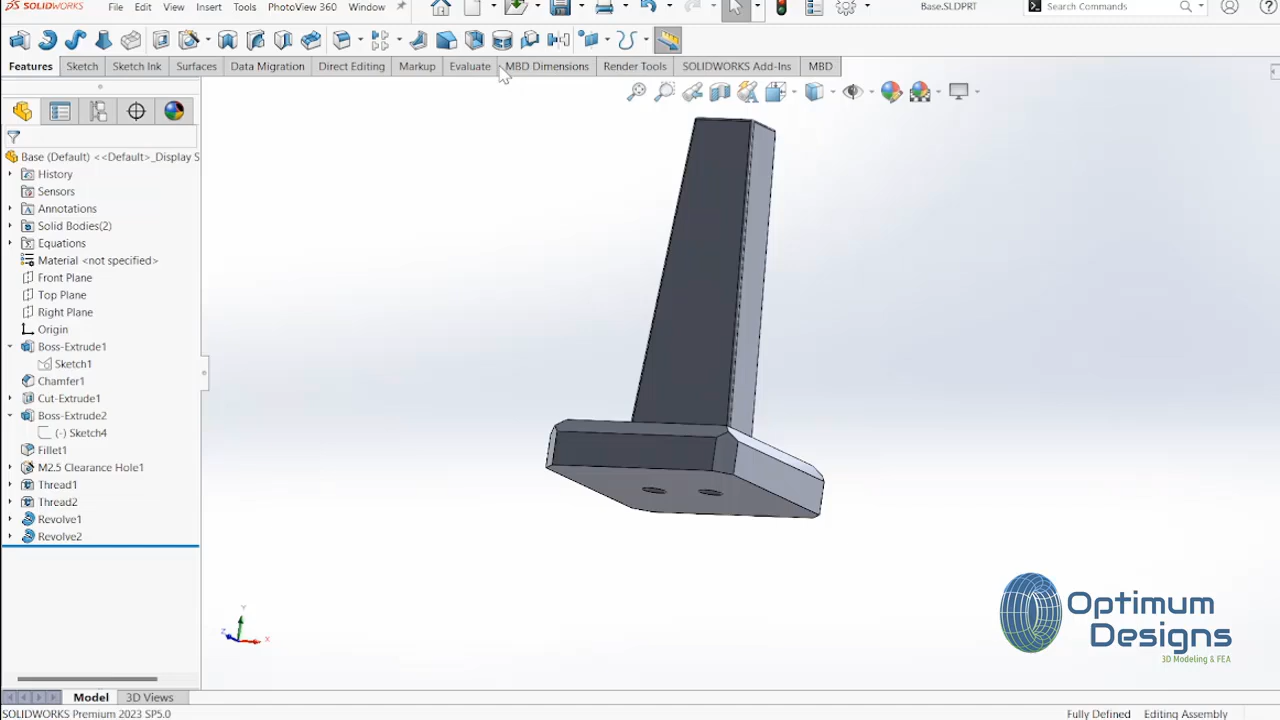 SOLIDWORKS File Edit View Insert Tools PhotoView 360 Window Base.SLDPRT Search Commands
Features Sketch Sketch Ink Surfaces Data Migration Direct Editing Markup Evaluate MBD Dimensions Render Tools SOLIDWORKS Add-Ins MBD
Base (Default) <<Default>_Display S
History
Sensors
Annotations
Solid Bodies(2)
Equations
Material <not specified>
Front Plane
Top Plane
Right Plane
Origin
Boss-Extrude1
Sketch1
Chamfer1
Cut-Extrude1
Boss-Extrude2
(-) Sketch4
Fillet1
M2.5 Clearance Hole1
Thread1
Thread2
Revolve1
Revolve2
Y
Z
X
Optimum
Designs
3D Modeling & FEA
Model 3D Views
SOLIDWORKS Premium 2023 SP5.0 Fully Defined Editing Assembly